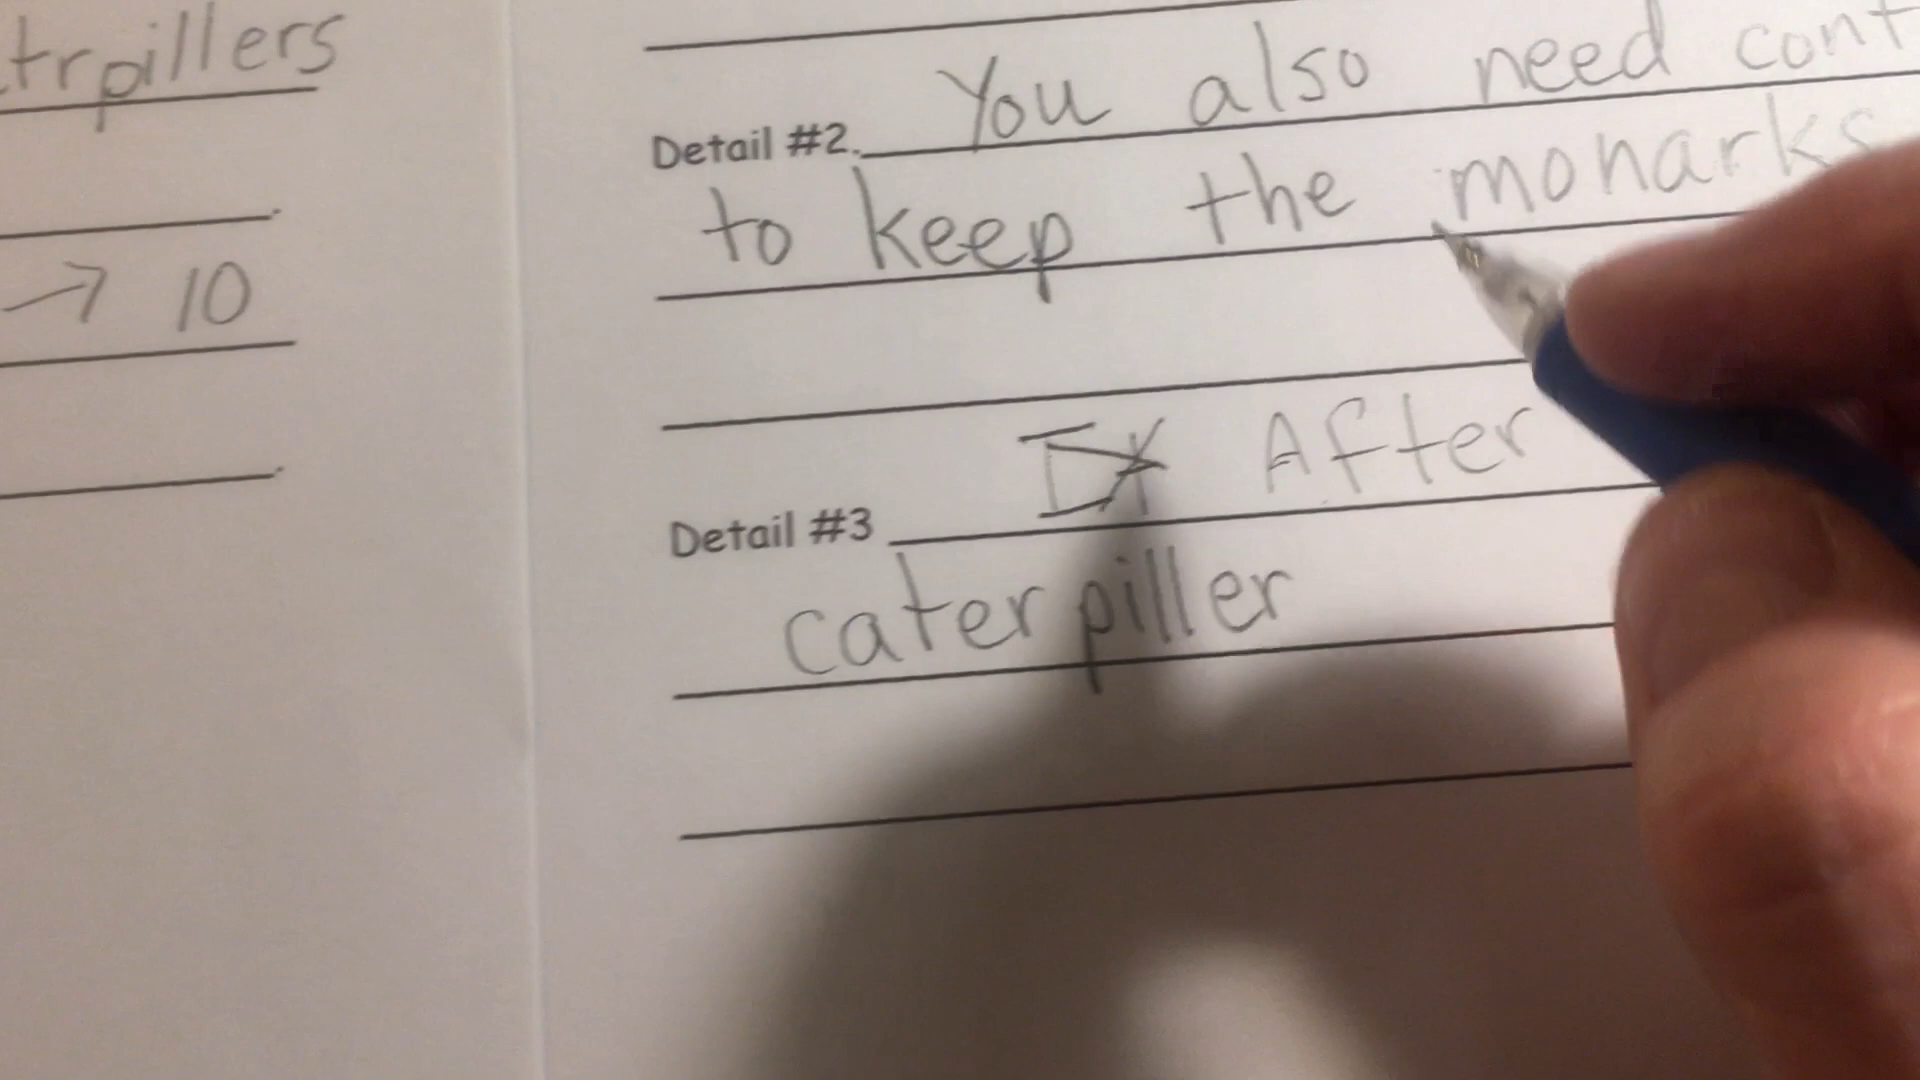 trpillers
→ 10
Detail #2. You also need cont
to keep the monarks
Detail #3 After
caterpiller